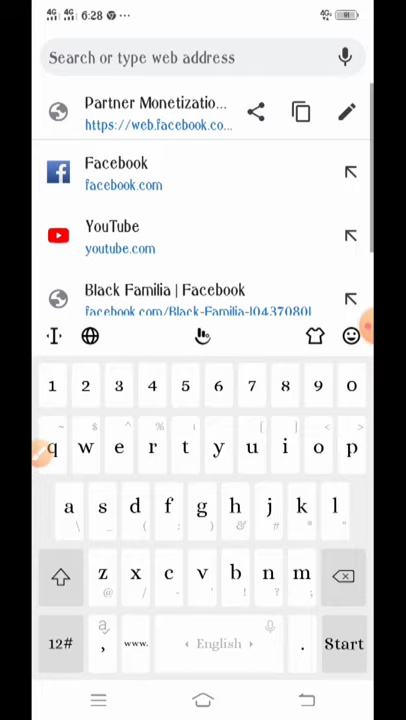 4G 4G 6:28 ... 4G 91
Search or type web address
Partner Monetizatio...
https://web.facebook.co...
Facebook
facebook.com
YouTube
youtube.com
Black Familia | Facebook
facebook.com/Black-Familia-104370801
1 2 3 4 5 6 7 8 9 0
~ $ ^ % [ ] < >
q w e r t y u i o p
a s d f g h j k l
\ _ ( : ) & # * "
z x c v b n m
@ / - ' ! ? ;
12# a , www. English . Start